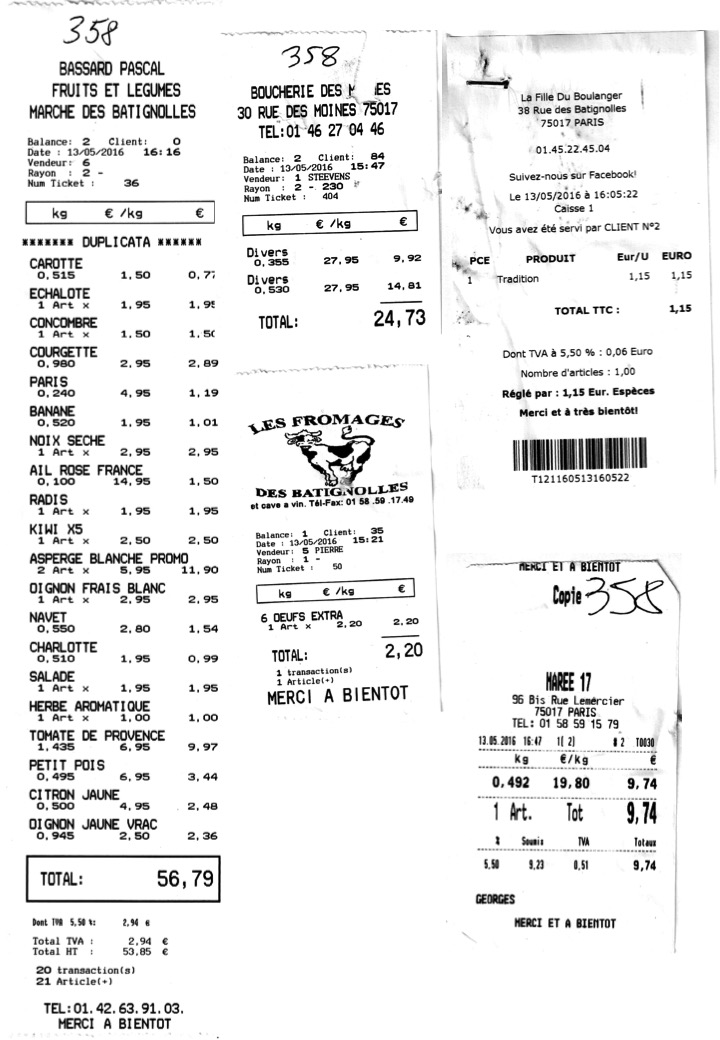 358
BASSARD PASCAL
FRUITS ET LEGUMES
MARCHE DES BATIGNOLLES
Balance: 2 Client: 0
Date : 13/05/2016 16:16
Vendeur: 6
Rayon : 2 -
Num Ticket : 36
kg € /kg €
******* DUPLICATA ******
CAROTTE
0,515 1,50 0,77
ECHALOTE
1 Art x 1,95 1,95
CONCOMBRE
1 Art x 1,50 1,50
COURGETTE
0,980 2,95 2,89
PARIS
0,240 4,95 1,19
BANANE
0,520 1,95 1,01
NOIX SECHE
1 Art x 2,95 2,95
AIL ROSE FRANCE
0,100 14,95 1,50
RADIS
1 Art x 1,95 1,95
KIWI X5
1 Art x 2,50 2,50
ASPERGE BLANCHE PROMO
2 Art x 5,95 11,90
OIGNON FRAIS BLANC
1 Art x 2,95 2,95
NAVET
0,550 2,80 1,54
CHARLOTTE
0,510 1,95 0,99
SALADE
1 Art x 1,95 1,95
HERBE AROMATIQUE
1 Art x 1,00 1,00
TOMATE DE PROVENCE
1,435 6,95 9,97
PETIT POIS
0,495 6,95 3,44
CITRON JAUNE
0,500 4,95 2,48
OIGNON JAUNE VRAC
0,945 2,50 2,36
TOTAL: 56,79
Dont TVA 5,50 %: 2,94 €
Total TVA : 2,94 €
Total HT : 53,85 €
20 transaction(s)
21 Article(+)
TEL:01.42.63.91.03.
MERCI A BIENTOT
358
BOUCHERIE DES
30 RUE DES MOINES 75017
TEL:01 46 27 04 46
Balance: 2 Client: 84
Date : 13/05/2016 15:47
Vendeur: 1 STEEVENS
Rayon : 2 - 230
Num Ticket : 404
kg € /kg €
Divers
0,355 27,95 9,92
Divers
0,530 27,95 14,81
TOTAL: 24,73
LES FROMAGES
DES BATIGNOLLES
et cave a vin. Tél-Fax: 01 58 .59 .17.49
Balance: 1 Client: 35
Date : 13/05/2016 15:21
Vendeur: 5 PIERRE
Rayon : 1 -
Num Ticket : 50
kg € /kg €
6 OEUFS EXTRA
1 Art x 2,20 2,20
TOTAL: 2,20
1 transaction(s)
1 Article(+)
MERCI A BIENTOT
La Fille Du Boulanger
38 Rue des Batignolles
75017 PARIS
01.45.22.45.04
Suivez-nous sur Facebook!
Le 13/05/2016 à 16:05:22
Caisse 1
Vous avez été servi par CLIENT N°2
PCE PRODUIT Eur/U EURO
1 Tradition 1,15 1,15
TOTAL TTC : 1,15
Dont TVA à 5,50 % : 0,06 Euro
Nombre d'articles : 1,00
Réglé par : 1,15 Eur. Espèces
Merci et à très bientôt!
T121160513160522
MERCI ET A BIENTOT
Copie 358
MAREE 17
96 Bis Rue Lemércier
75017 PARIS
TEL: 01 58 59 15 79
13.05.2016 16:47 1[ 2] # 2 T0030
kg €/kg €
0,492 19,80 9,74
1 Art. Tot 9,74
% Soumis TVA Totaux
5,50 9,23 0,51 9,74
GEORGES
MERCI ET A BIENTOT